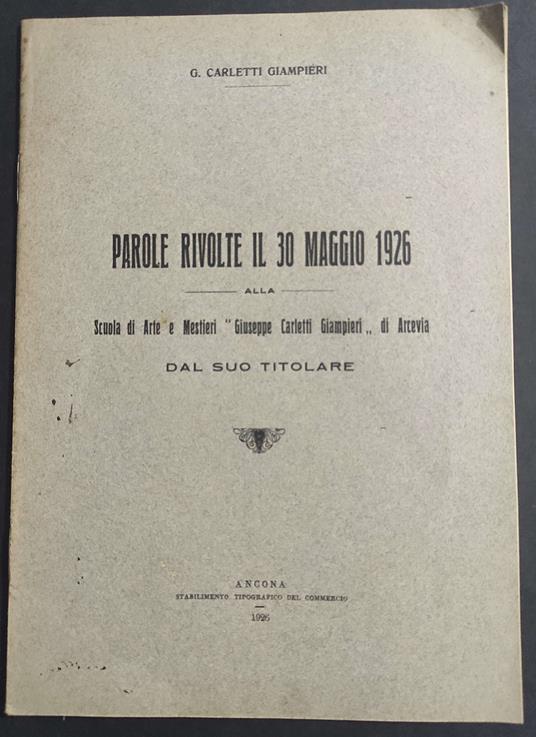 G. CARLETTI GIAMPIERI
PAROLE RIVOLTE IL 30 MAGGIO 1926
ALLA
Scuola di Arte e Mestieri " Giuseppe Carletti Giampieri „ di Arcevia
DAL SUO TITOLARE
ANCONA
STABILIMENTO TIPOGRAFICO DEL COMMERCIO
1926